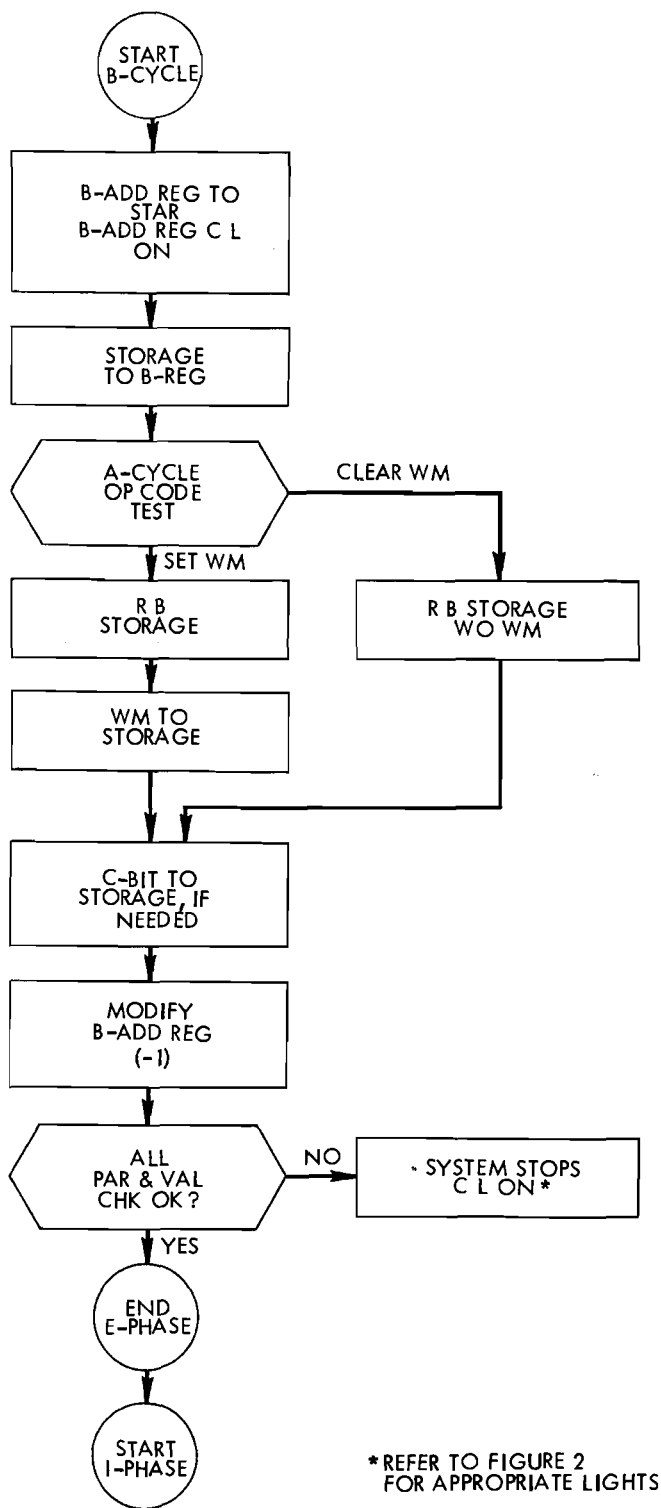 START
B-CYCLE
B-ADD REG TO
STAR
B-ADD REG C L
ON
STORAGE
TO B-REG
A-CYCLE
OP CODE
TEST
CLEAR WM
SET WM
R B
STORAGE
R B STORAGE
WO WM
WM TO
STORAGE
C-BIT TO
STORAGE, IF
NEEDED
MODIFY
B-ADD REG
(-1)
ALL
PAR & VAL
CHK OK?
NO
SYSTEM STOPS
C L ON*
YES
END
E-PHASE
START
I-PHASE
*REFER TO FIGURE 2
FOR APPROPRIATE LIGHTS